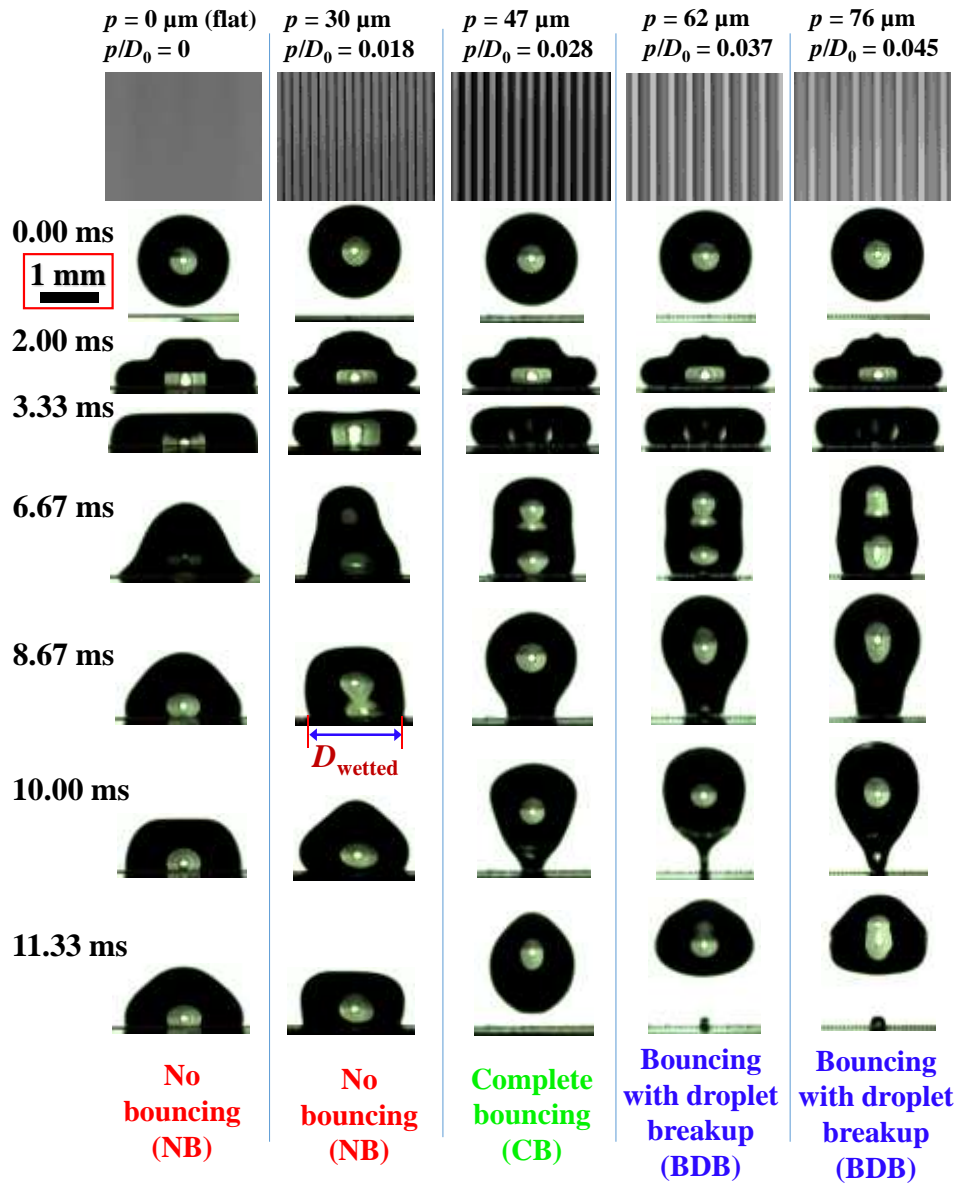 p = 0 μm (flat)
p/D₀ = 0
p = 30 μm
p/D₀ = 0.018
p = 47 μm
p/D₀ = 0.028
p = 62 μm
p/D₀ = 0.037
p = 76 μm
p/D₀ = 0.045
0.00 ms
1 mm
2.00 ms
3.33 ms
6.67 ms
8.67 ms
D wetted
10.00 ms
11.33 ms
No
bouncing
(NB)
No
bouncing
(NB)
Complete
bouncing
(CB)
Bouncing
with droplet
breakup
(BDB)
Bouncing
with droplet
breakup
(BDB)